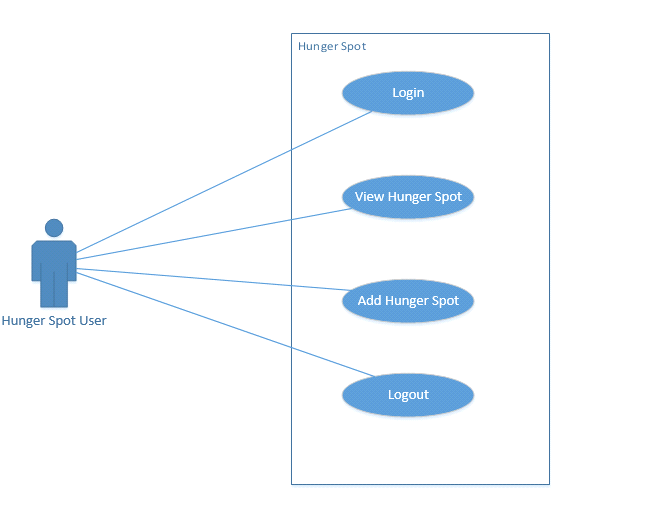 Hunger Spot
Login
View Hunger Spot
Add Hunger Spot
Hunger Spot User
Logout